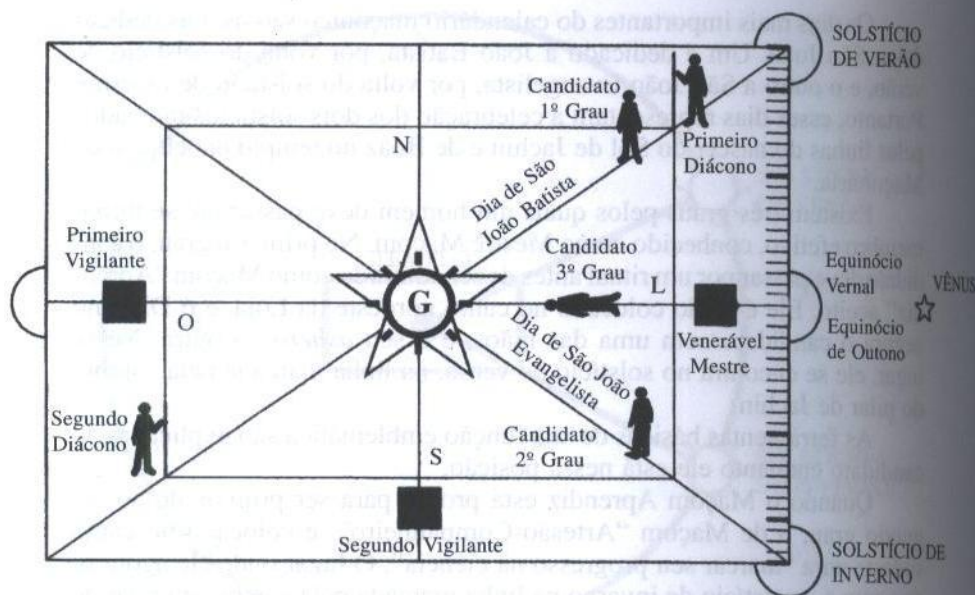 SOLSTÍCIO
DE VERÃO
Candidato
1º Grau
Primeiro
Diácono
N
Dia de São
João Batista
Primeiro
Vigilante
Candidato
3º Grau
Equinócio
Vernal
VÊNUS
G
O
L
Venerável
Mestre
Equinócio
de Outono
Dia de São João
Evangelista
Segundo
Diácono
Candidato
2º Grau
S
Segundo Vigilante
SOLSTÍCIO DE
INVERNO